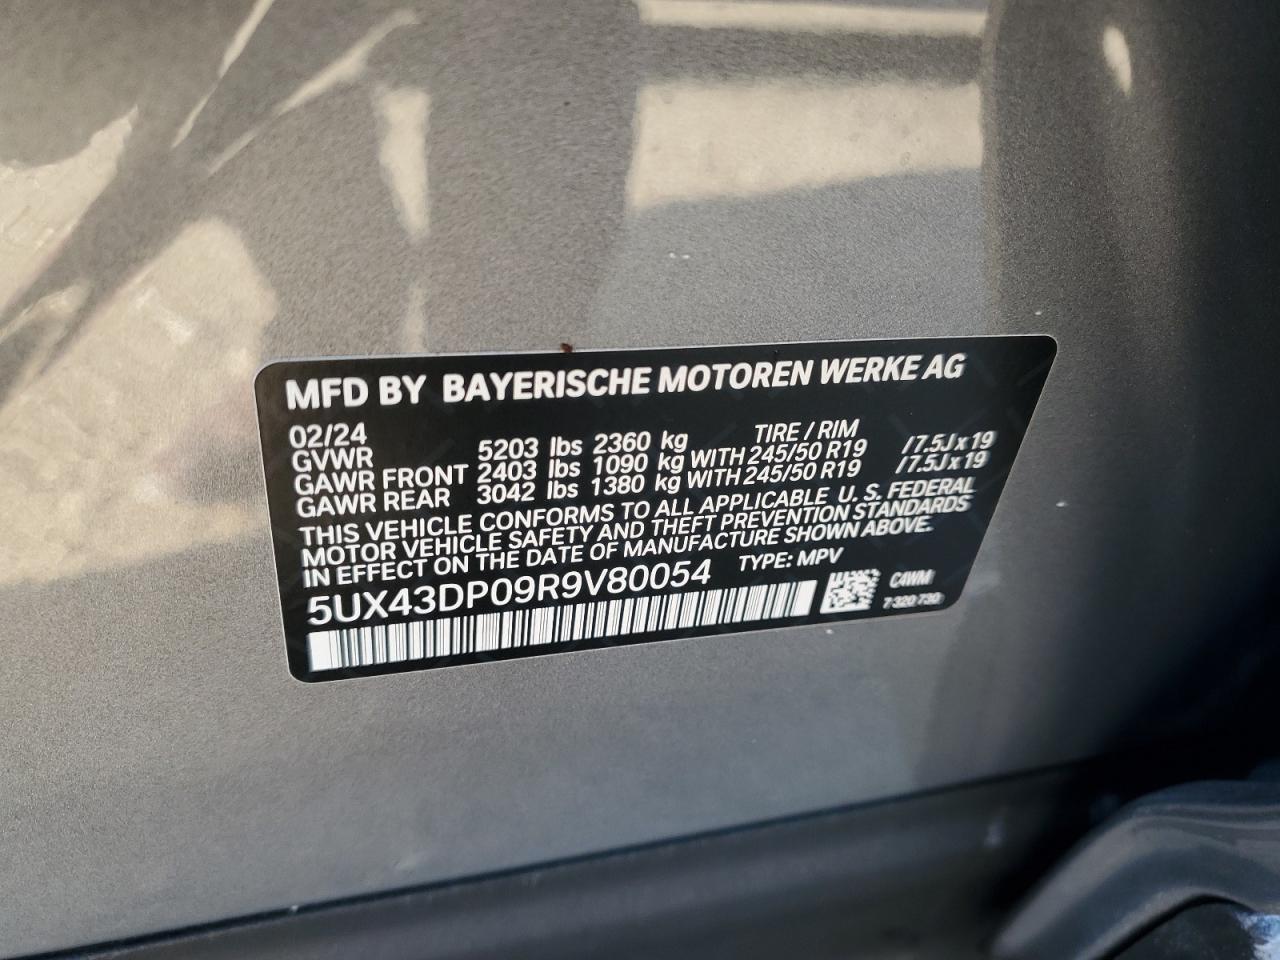 MFD BY BAYERISCHE MOTOREN WERKE AG
02/24 TIRE / RIM
GVWR 5203 lbs 2360 kg
GAWR FRONT 2403 lbs 1090 kg WITH 245/50 R19 /7.5J x 19
GAWR REAR 3042 lbs 1380 kg WITH 245/50 R19 /7.5J x 19
THIS VEHICLE CONFORMS TO ALL APPLICABLE U. S. FEDERAL
MOTOR VEHICLE SAFETY AND THEFT PREVENTION STANDARDS
IN EFFECT ON THE DATE OF MANUFACTURE SHOWN ABOVE.
5UX43DP09R9V80054 TYPE: MPV
C4WM
7 320 730